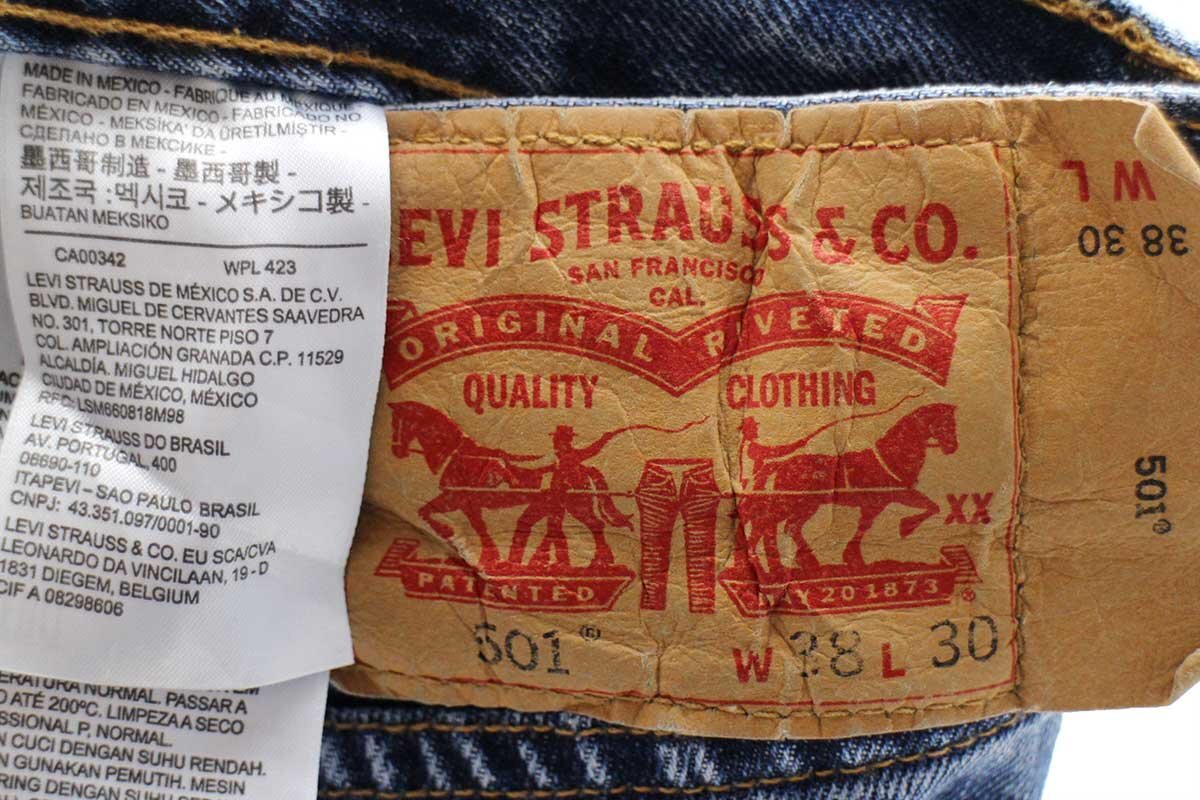 MADE IN MEXICO - FABRIQUÉ AU MEXIQUE
FABRICADO EN MEXICO - FABRICADO NO
MÉXICO - MEKSİKA' DA ÜRETİLMİŞTİR -
СДЕЛАНО В МЕКСИКЕ -
墨西哥制造 - 墨西哥製 -
제조국 : 멕시코 - メキシコ製 -
BUATAN MEKSIKO
CA00342 WPL 423
LEVI STRAUSS DE MÉXICO S.A. DE C.V.
BLVD. MIGUEL DE CERVANTES SAAVEDRA
NO. 301, TORRE NORTE PISO 7
COL. AMPLIACIÓN GRANADA C.P. 11529
ALCALDÍA. MIGUEL HIDALGO
CIUDAD DE MÉXICO, MÉXICO
RFC: LSM660818M98
LEVI STRAUSS DO BRASIL
AV. PORTUGAL, 400
06690-110
ITAPEVI – SAO PAULO BRASIL
CNPJ: 43.351.097/0001-90
LEVI STRAUSS & CO. EU SCA/CVA
LEONARDO DA VINCILAAN, 19 - D
1831 DIEGEM, BELGIUM
CIF A 08298606
NORMAL. PASSAR A
ATÉ 200ºC. LIMPEZA A SECO
P, NORMAL.
CUCI DENGAN SUHU RENDAH.
GUNAKAN PEMUTIH. MESIN
DENGAN SUHU
LEVI STRAUSS & CO.
SAN FRANCISCO
CAL.
ORIGINAL RIVETED
QUALITY CLOTHING
XX
PATENTED MAY 20 1873 ®
501® W 38 L 30
W L
38 30
501®